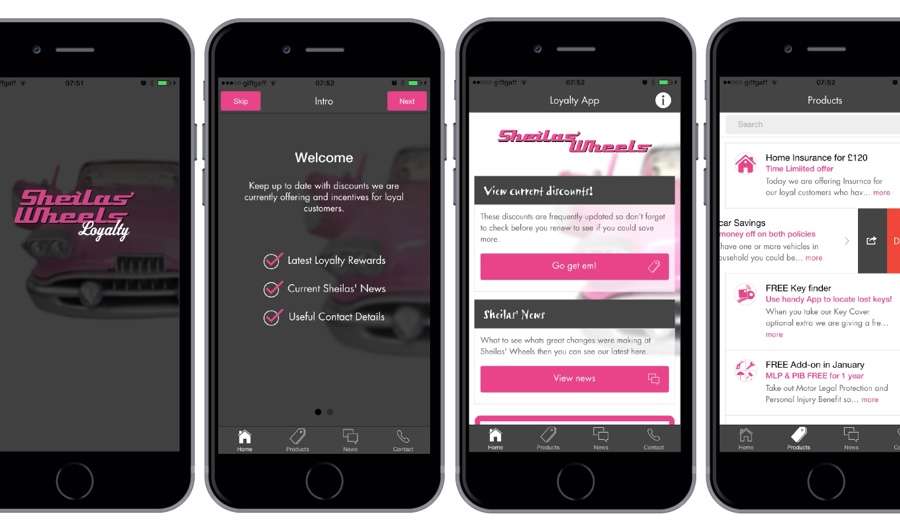 giffgaff 07:51
Sheilas'
Wheels
Loyalty
giffgaff 07:52
Skip Intro Next
Welcome
Keep up to date with discounts we are
currently offering and incentives for loyal
customers.
Latest Loyalty Rewards
Current Sheilas' News
Useful Contact Details
Home Products News Contact
giffgaff 07:52
Loyalty App i
Sheilas'
Wheels
View current discounts!
These discounts are frequently updated so don't forget
to check before you renew to see if you could save
more.
Go get em!
Sheilas' News
What to see whats great changes were making at
Sheilas' Wheels then you can see our latest here.
View news
Home Products News Contact
giffgaff 07:52
Products
Search
Home Insurance for £120
Time Limiited offer
Today we are offering Insurnce for
our loyal customers who hav... more
car Savings
money off on both policies
have one or more vehicles in
usehold you could be... more
D
FREE Key finder
Use handy App to locate lost keys!
When you take our Key Cover
optional extra we are giving a fre...
more
FREE Add-on in January
MLP & PIB FREE for 1 year
Take out Motor Legal Protection and
Personal Injury Benefit so... more
Home Products News